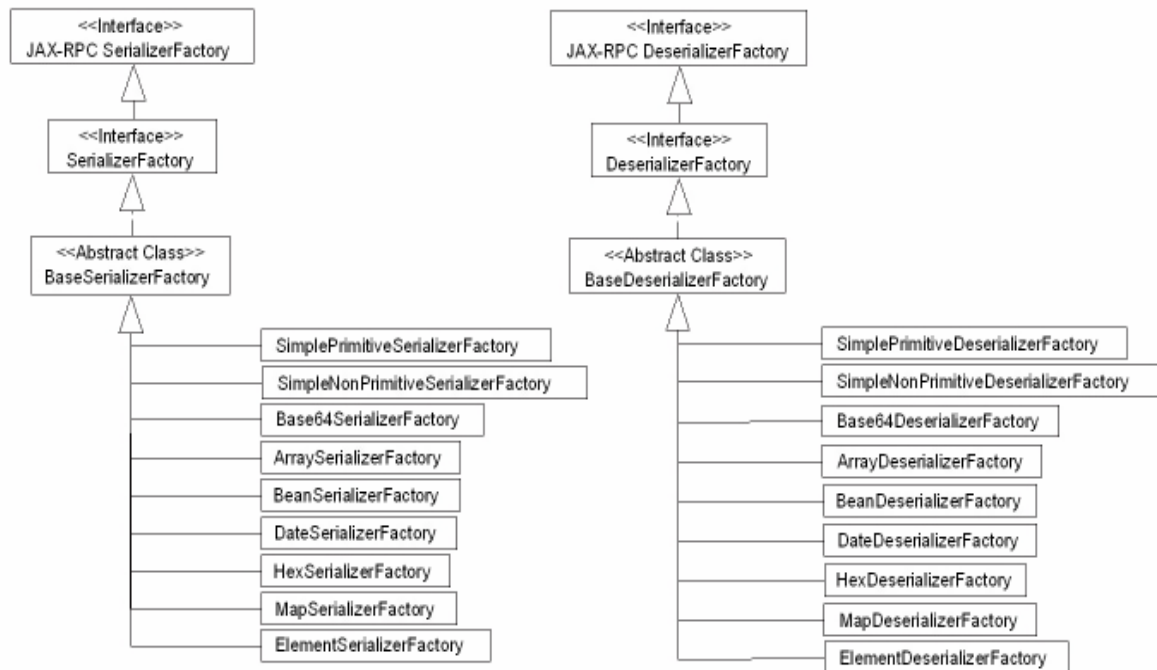 <<Interface>>
JAX-RPC SerializerFactory
<<Interface>>
SerializerFactory
<<Abstract Class>>
BaseSerializerFactory
SimplePrimitiveSerializerFactory
SimpleNonPrimitiveSerializerFactory
Base64SerializerFactory
ArraySerializerFactory
BeanSerializerFactory
DateSerializerFactory
HexSerializerFactory
MapSerializerFactory
ElementSerializerFactory
<<Interface>>
JAX-RPC DeserializerFactory
<<Interface>>
DeserializerFactory
<<Abstract Class>>
BaseDeserializerFactory
SimplePrimitiveDeserializerFactory
SimpleNonPrimitiveDeserializerFactory
Base64DeserializerFactory
ArrayDeserializerFactory
BeanDeserializerFactory
DateDeserializerFactory
HexDeserializerFactory
MapDeserializerFactory
ElementDeserializerFactory